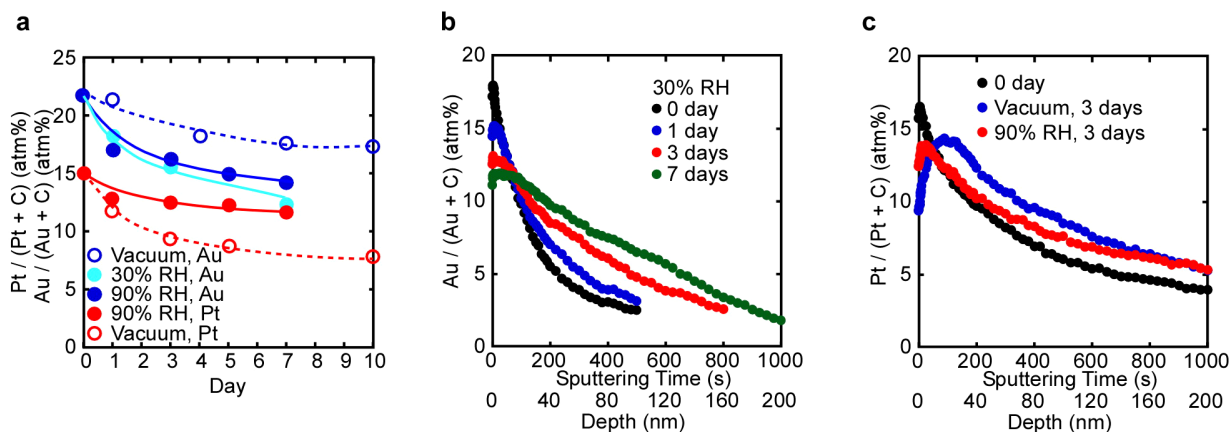 a
Pt / (Pt + C) (atm%)
Au / (Au + C) (atm%)
25
20
15
10
5
0
Vacuum, Au
30% RH, Au
90% RH, Au
90% RH, Pt
Vacuum, Pt
0 1 2 3 4 5 6 7 8 9 10
Day
b
Au / (Au + C) (atm%)
20
15
10
5
0
30% RH
0 day
1 day
3 days
7 days
0 200 400 600 800 1000
Sputtering Time (s)
0 40 80 120 160 200
Depth (nm)
c
Pt / (Pt + C) (atm%)
20
15
10
5
0
0 day
Vacuum, 3 days
90% RH, 3 days
0 200 400 600 800 1000
Sputtering Time (s)
0 40 80 120 160 200
Depth (nm)